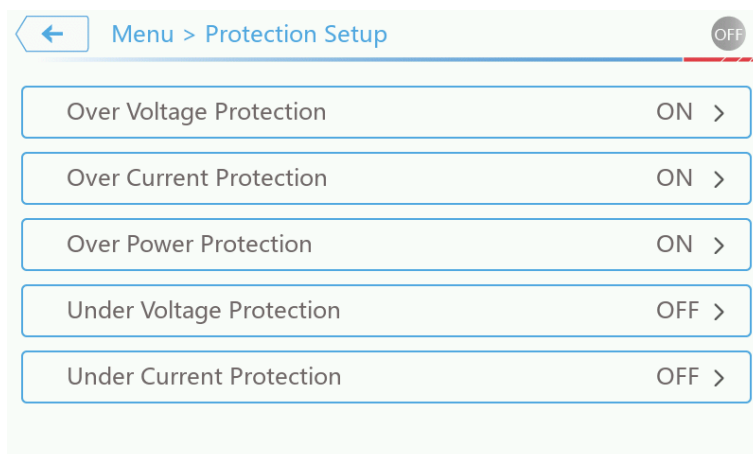 Menu > Protection Setup OFF
Over Voltage Protection ON >
Over Current Protection ON >
Over Power Protection ON >
Under Voltage Protection OFF >
Under Current Protection OFF >